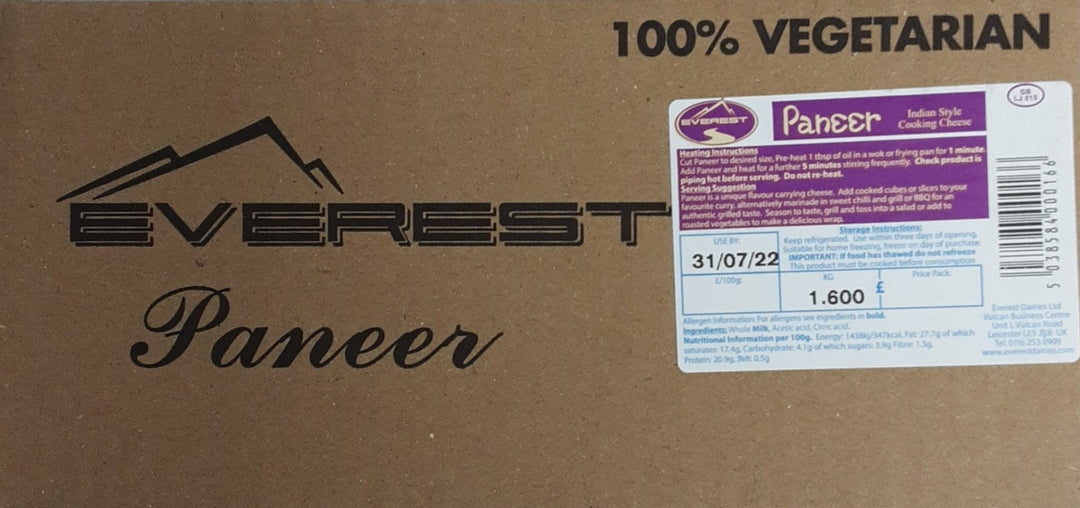 100% VEGETARIAN
EVEREST
Paneer
EVEREST
Paneer
Indian Style
Cooking Cheese
GB
LJ 015
Heating Instructions
Cut Paneer to desired size, Pre-heat 1 tbsp of oil in a wok or frying pan for 1 minute.
Add Paneer and heat for a further 5 minutes stirring frequently. Check product is
piping hot before serving. Do not re-heat.
Serving Suggestion
Paneer is a unique flavour carrying cheese. Add cooked cubes or slices to your
favourite curry, alternatively marinade in sweet chilli and grill or BBQ for an
authentic grilled taste. Season to taste, grill and toss into a salad or add to
roasted vegetables to make a delicious wrap.
USE BY:
31/07/22
Storage Instructions:
Keep refrigerated. Use within three days of opening.
Suitable for home freezing, freeze on day of purchase.
IMPORTANT: If food has thawed do not refreeze
This product must be cooked before consumption
£/100g:
KG
1.600
£
Price Pack:
Allergen Information: For allergens see ingredients in bold.
Ingredients: Whole Milk, Acetic acid, Citric acid.
Nutritional Information per 100g. Energy: 1438kj/347kcal, Fat: 27.7g of which
saturates: 17.4g, Carbohydrate: 4.1g of which sugars: 3.9g Fibre: 1.3g,
Protein: 20.9g, Salt: 0.5g
5 038584 000166
Everest Dairies Ltd
Vulcan Business Centre
Unit L Vulcan Road
Leicester LE5 3EB UK
Tel. 0116 253 0909
www.everestdairies.com